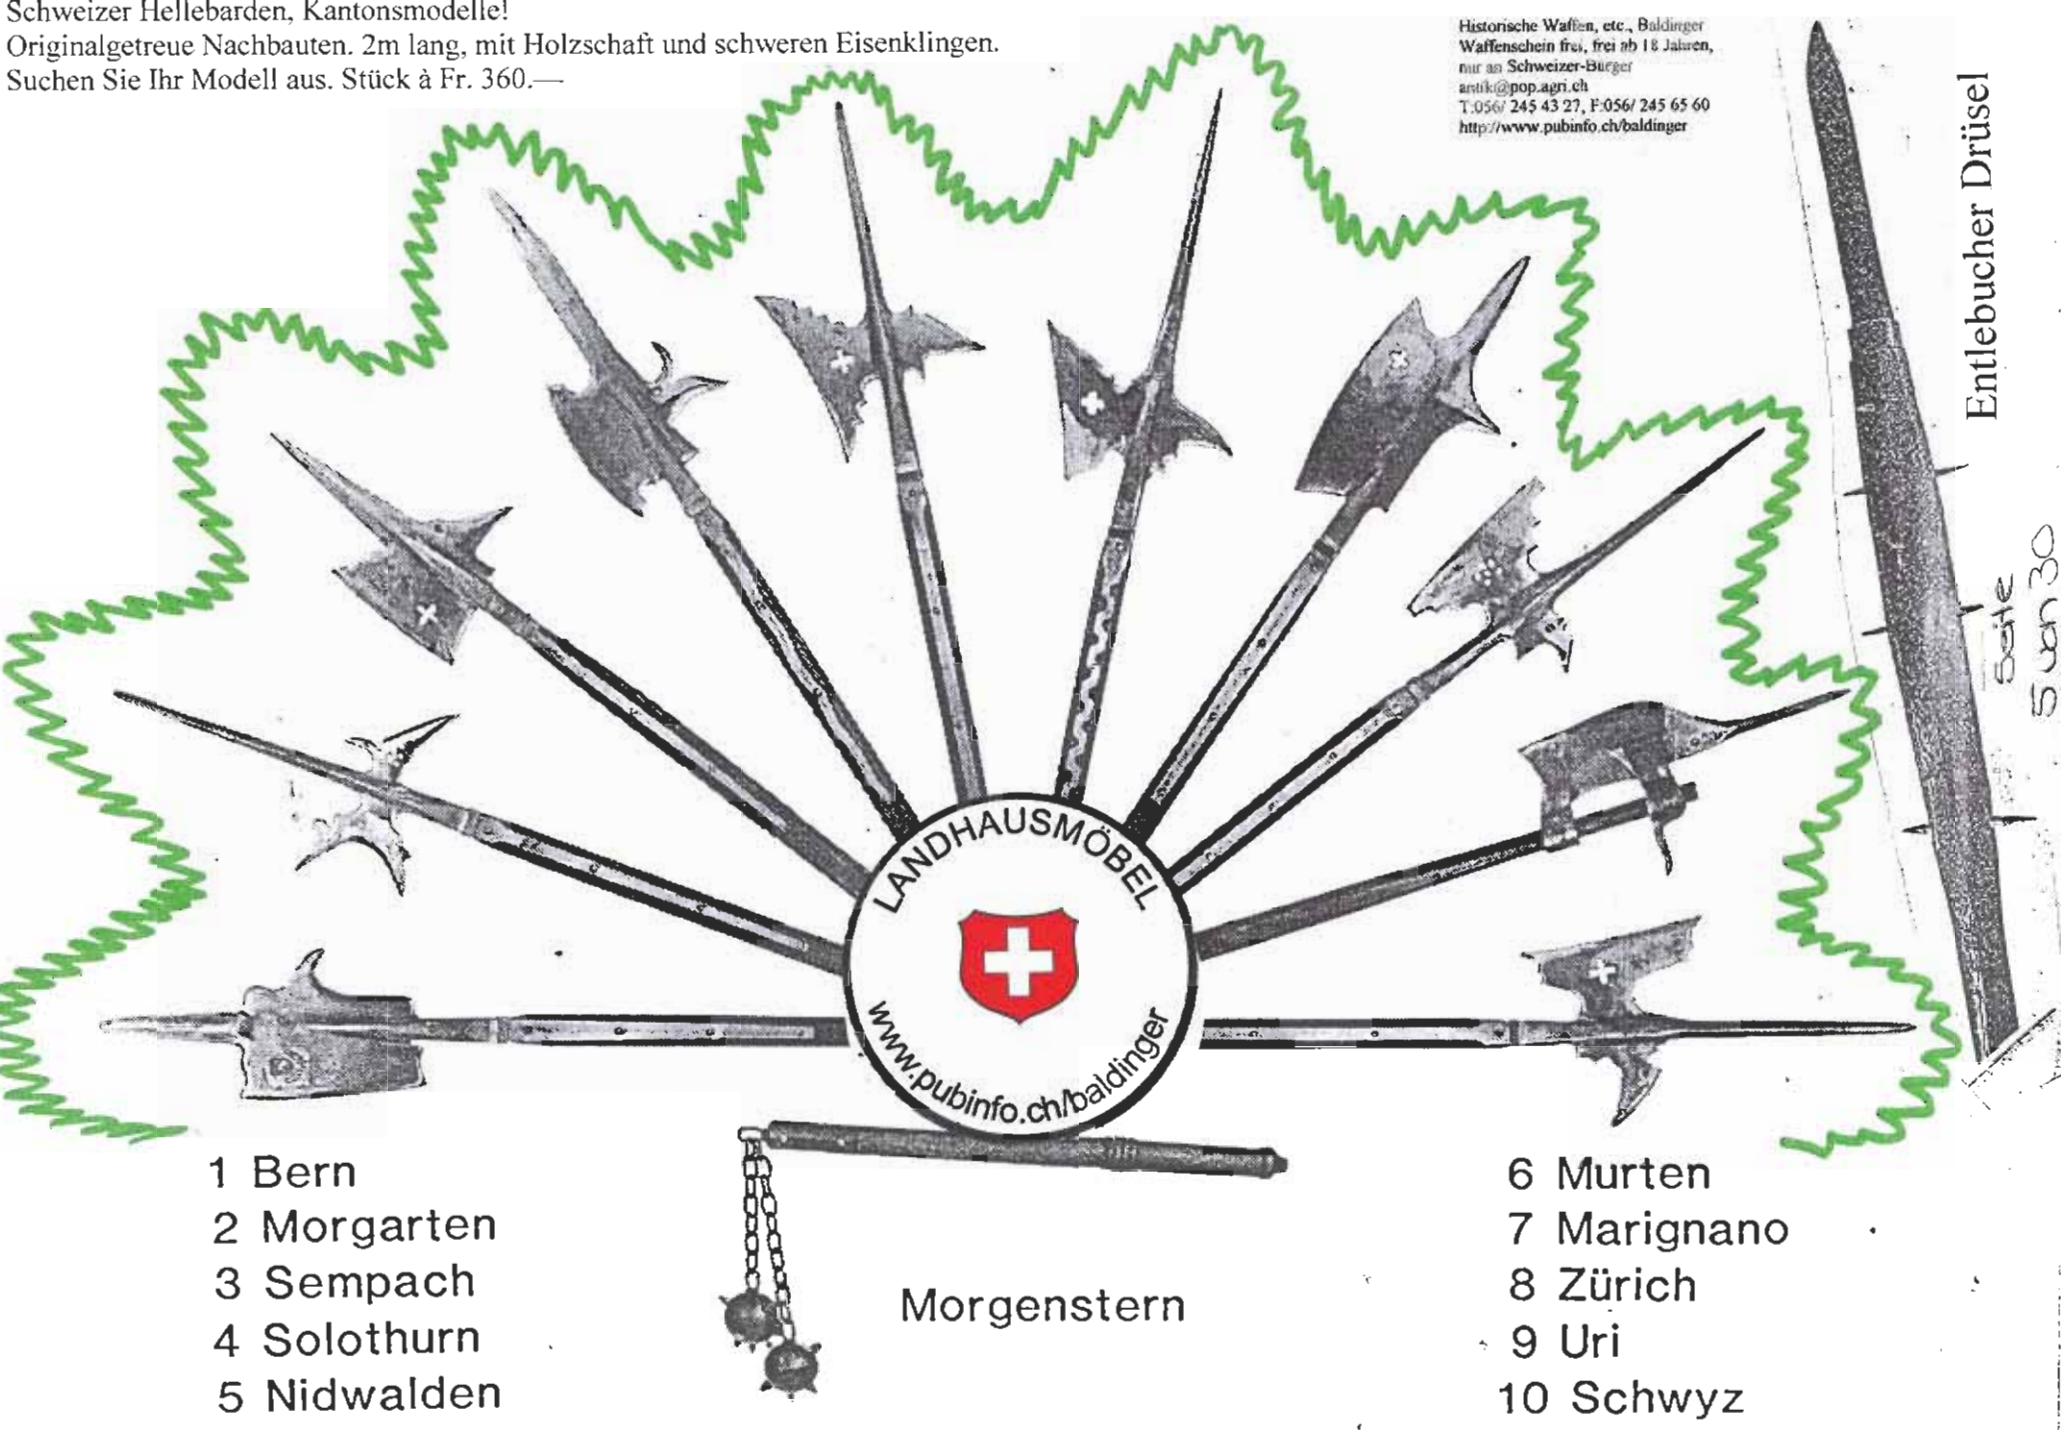 Schweizer Hellebarden, Kantonsmodelle!
Originalgetreue Nachbauten. 2m lang, mit Holzschaft und schweren Eisenklingen.
Suchen Sie Ihr Modell aus. Stück à Fr. 360.—
Historische Waffen, etc., Baldinger
Waffenschein frei, frei ab 18 Jahren,
nur an Schweizer-Bürger
antik@pop.agri.ch
T:056/ 245 43 27, F:056/ 245 65 60
http://www.pubinfo.ch/baldinger
Entlebucher Drüsel
Seite
5 von 30
LANDHAUSMÖBEL
www.pubinfo.ch/baldinger
1 Bern
2 Morgarten
3 Sempach
4 Solothurn
5 Nidwalden
Morgenstern
6 Murten
7 Marignano
8 Zürich
9 Uri
10 Schwyz